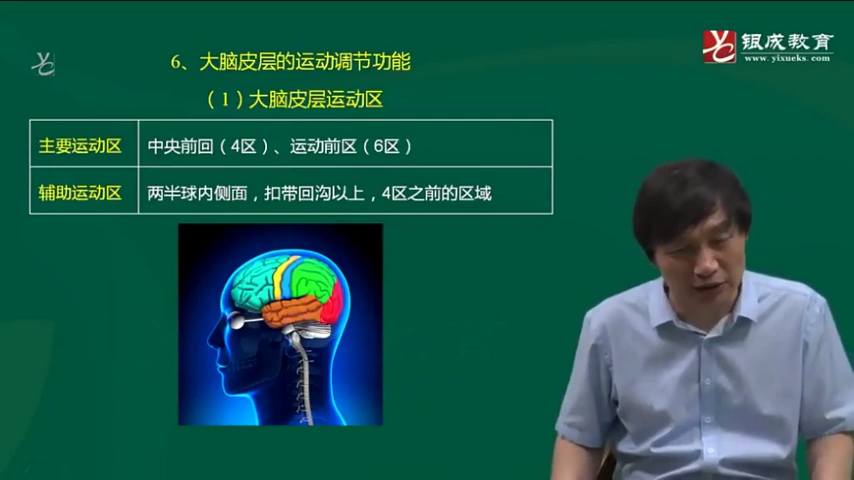 银成教育
www.yixueks.com
6、大脑皮层的运动调节功能
（1）大脑皮层运动区
主要运动区 中央前回（4区）、运动前区（6区）
辅助运动区 两半球内侧面，扣带回沟以上，4区之前的区域